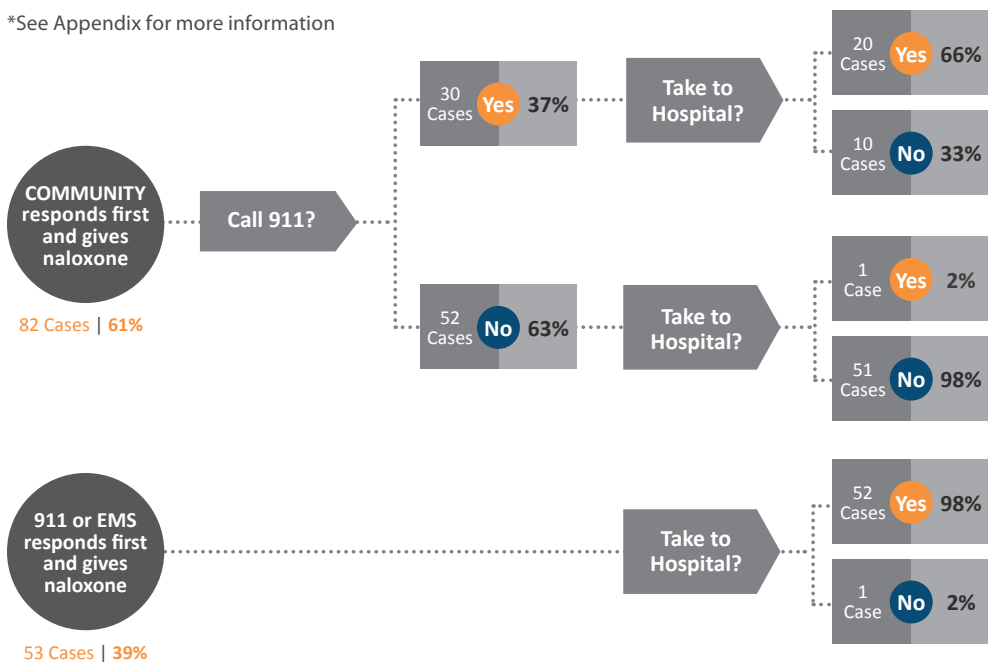 *See Appendix for more information
COMMUNITY
responds first
and gives
naloxone
82 Cases | 61%
Call 911?
30
Cases
Yes
37%
Take to
Hospital?
20
Cases
Yes
66%
10
Cases
No
33%
52
Cases
No
63%
Take to
Hospital?
1
Case
Yes
2%
51
Cases
No
98%
911 or EMS
responds first
and gives
naloxone
53 Cases | 39%
Take to
Hospital?
52
Cases
Yes
98%
1
Case
No
2%